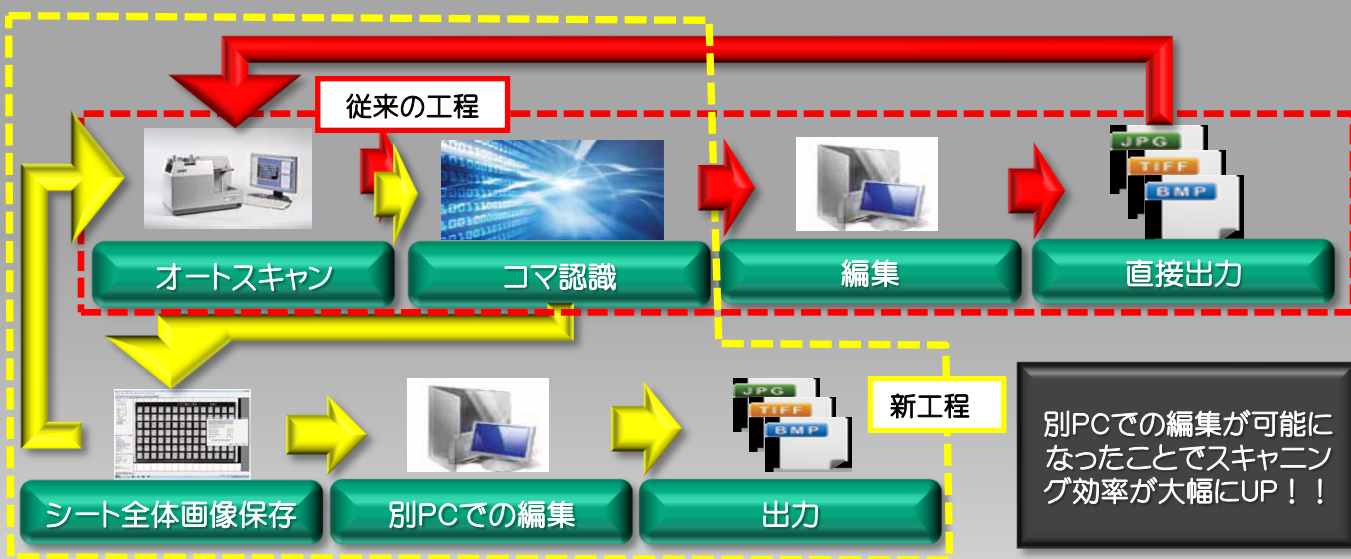 従来の工程
JPG
TIFF
BMP
オートスキャン
コマ認識
編集
直接出力
JPG
TIFF
BMP
新工程
シート全体画像保存
別PCでの編集
出力
別PCでの編集が可能に
なったことでスキャニン
グ効率が大幅にUP！！